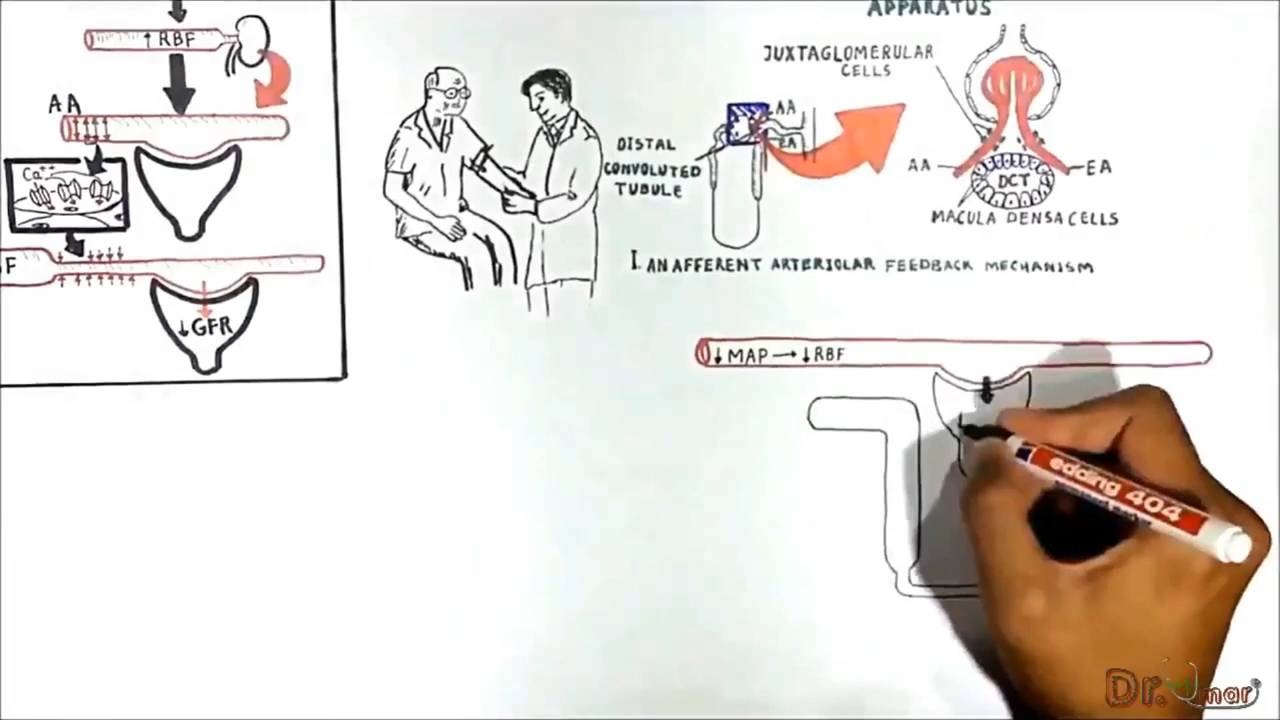 ↑ RBF
AA
Ca++
F
↓ GFR
DISTAL
CONVOLUTED
TUBULE
AA
EA
APPARATUS
JUXTAGLOMERULAR
CELLS
AA
EA
DCT
MACULA DENSA CELLS
I. AN AFFERENT ARTERIOLAR FEEDBACK MECHANISM
↓ MAP → ↓ RBF
edding 404
Dr. Umar